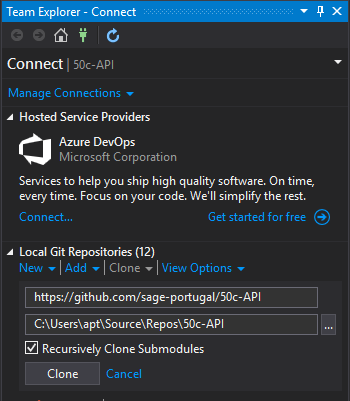 Team Explorer - Connect
Connect | 50c-API
Manage Connections
Hosted Service Providers
Azure DevOps
Microsoft Corporation
Services to help you ship high quality software. On time,
every time. Focus on your code. We'll simplify the rest.
Connect... Get started for free
Local Git Repositories (12)
New | Add | Clone | View Options
https://github.com/sage-portugal/50c-API
C:\Users\apt\Source\Repos\50c-API ...
Recursively Clone Submodules
Clone Cancel